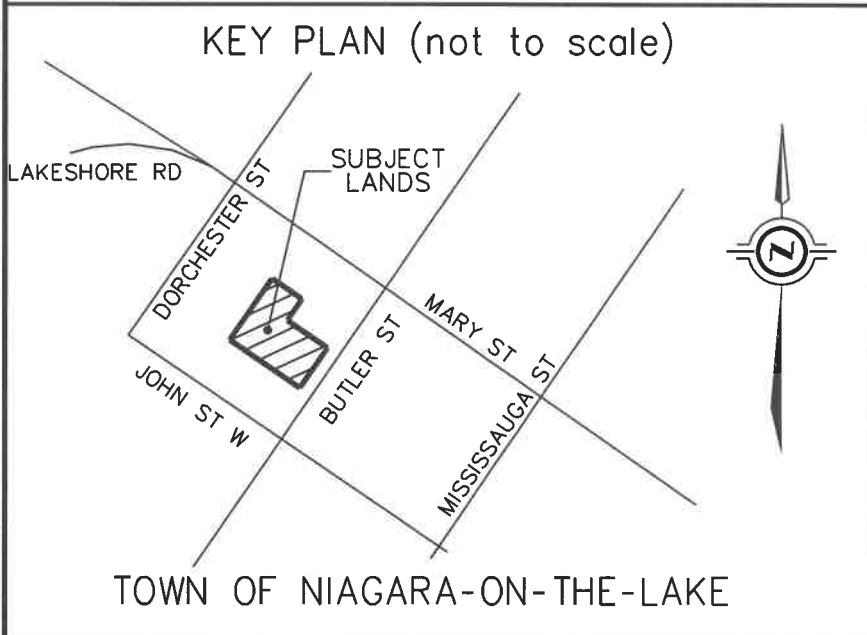 KEY PLAN (not to scale)
LAKESHORE RD
DORCHESTER ST
SUBJECT
LANDS
N
MARY ST
BUTLER ST
JOHN ST W
MISSISSAUGA ST
TOWN OF NIAGARA-ON-THE-LAKE